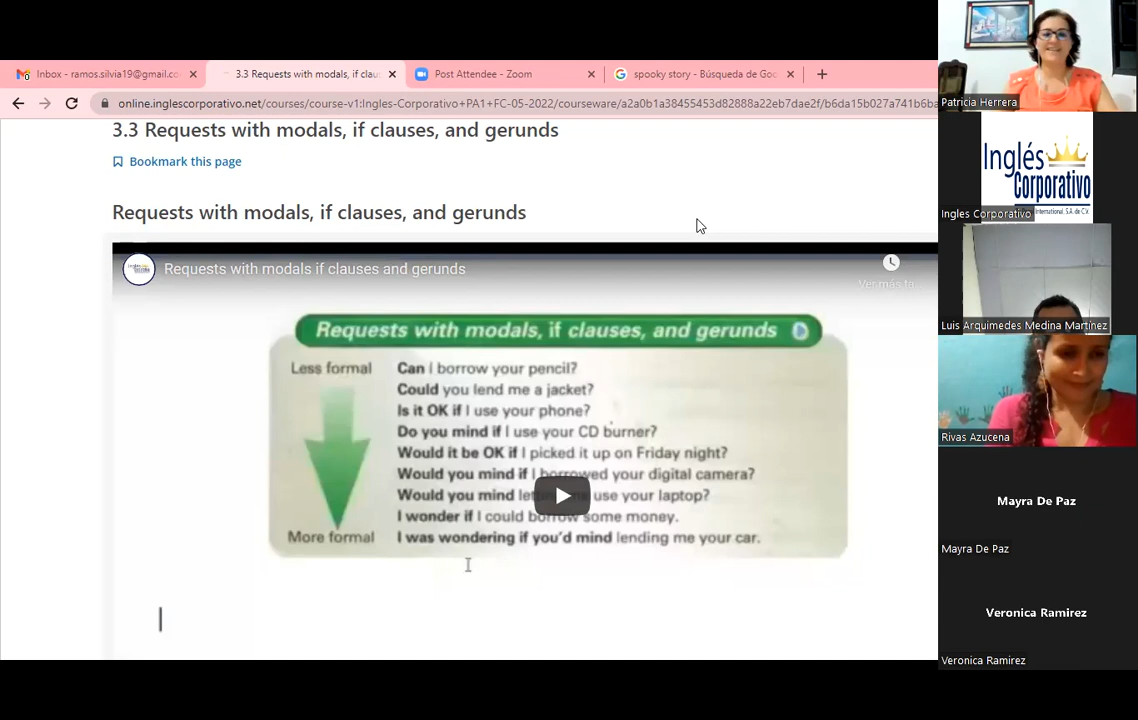 Inbox - ramos.silvia19@gmail.co
3.3 Requests with modals, if clau
Post Attendee - Zoom
spooky story - Búsqueda de Goo
online.inglescorporativo.net/courses/course-v1:Ingles-Corporativo+PA1+FC-05-2022/courseware/a2a0b1a38455453d82888a22eb7dae2f/b6da15b027a741b6ba
3.3 Requests with modals, if clauses, and gerunds
Bookmark this page
Requests with modals, if clauses, and gerunds
Requests with modals if clauses and gerunds
Ver más ta...
Requests with modals, if clauses, and gerunds
Less formal
Can I borrow your pencil?
Could you lend me a jacket?
Is it OK if I use your phone?
Do you mind if I use your CD burner?
Would it be OK if I picked it up on Friday night?
Would you mind if I borrowed your digital camera?
Would you mind use your laptop?
I wonder if I could borrow some money.
More formal
I was wondering if you'd mind lending me your car.
Patricia Herrera
Inglés
Corporativo
International, S.A. de C.V.
Ingles Corporativo
Luis Arquimedes Medina Martínez
Rivas Azucena
Mayra De Paz
Mayra De Paz
Veronica Ramirez
Veronica Ramirez